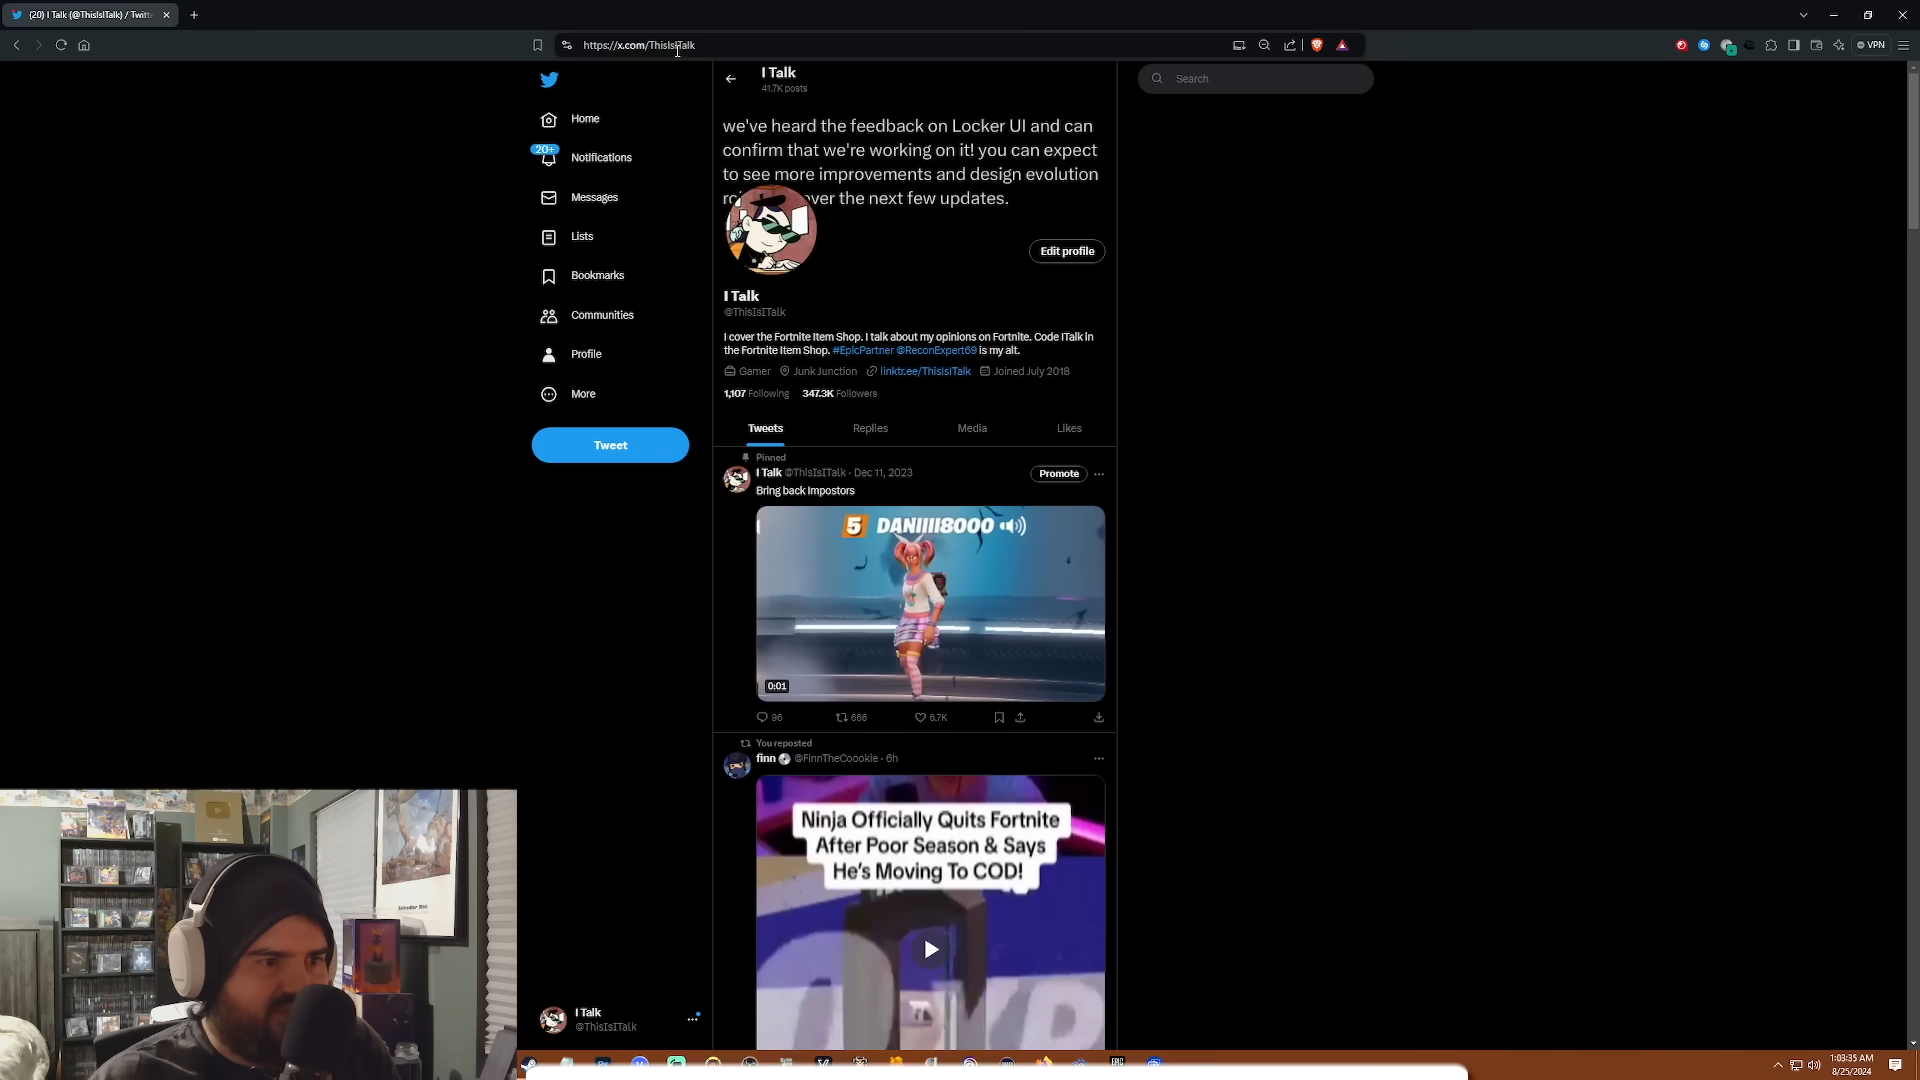 (20) I Talk (@ThisIsITalk) / Twitt
https://x.com/ThisIsITalk
VPN
I Talk
41.7K posts
Search
Home
20+
Notifications
Messages
Lists
Bookmarks
Communities
Profile
More
Tweet
we've heard the feedback on Locker UI and can
confirm that we're working on it! you can expect
to see more improvements and design evolution
over the next few updates.
Edit profile
I Talk
@ThisIsITalk
I cover the Fortnite Item Shop. I talk about my opinions on Fortnite. Code ITalk in
the Fortnite Item Shop. #EpicPartner @ReconExpert69 is my alt.
Gamer Junk Junction linktr.ee/ThisIsITalk Joined July 2018
1,107 Following 347.3K Followers
Tweets Replies Media Likes
Pinned
I Talk @ThisIsITalk · Dec 11, 2023
Promote
Bring back Impostors
5 DANIIII8000
0:01
96 666 6.7K
You reposted
finn @FinnTheCoookie · 6h
Ninja Officially Quits Fortnite
After Poor Season & Says
He's Moving To COD!
I Talk
@ThisIsITalk
1:03:35 AM
8/25/2024